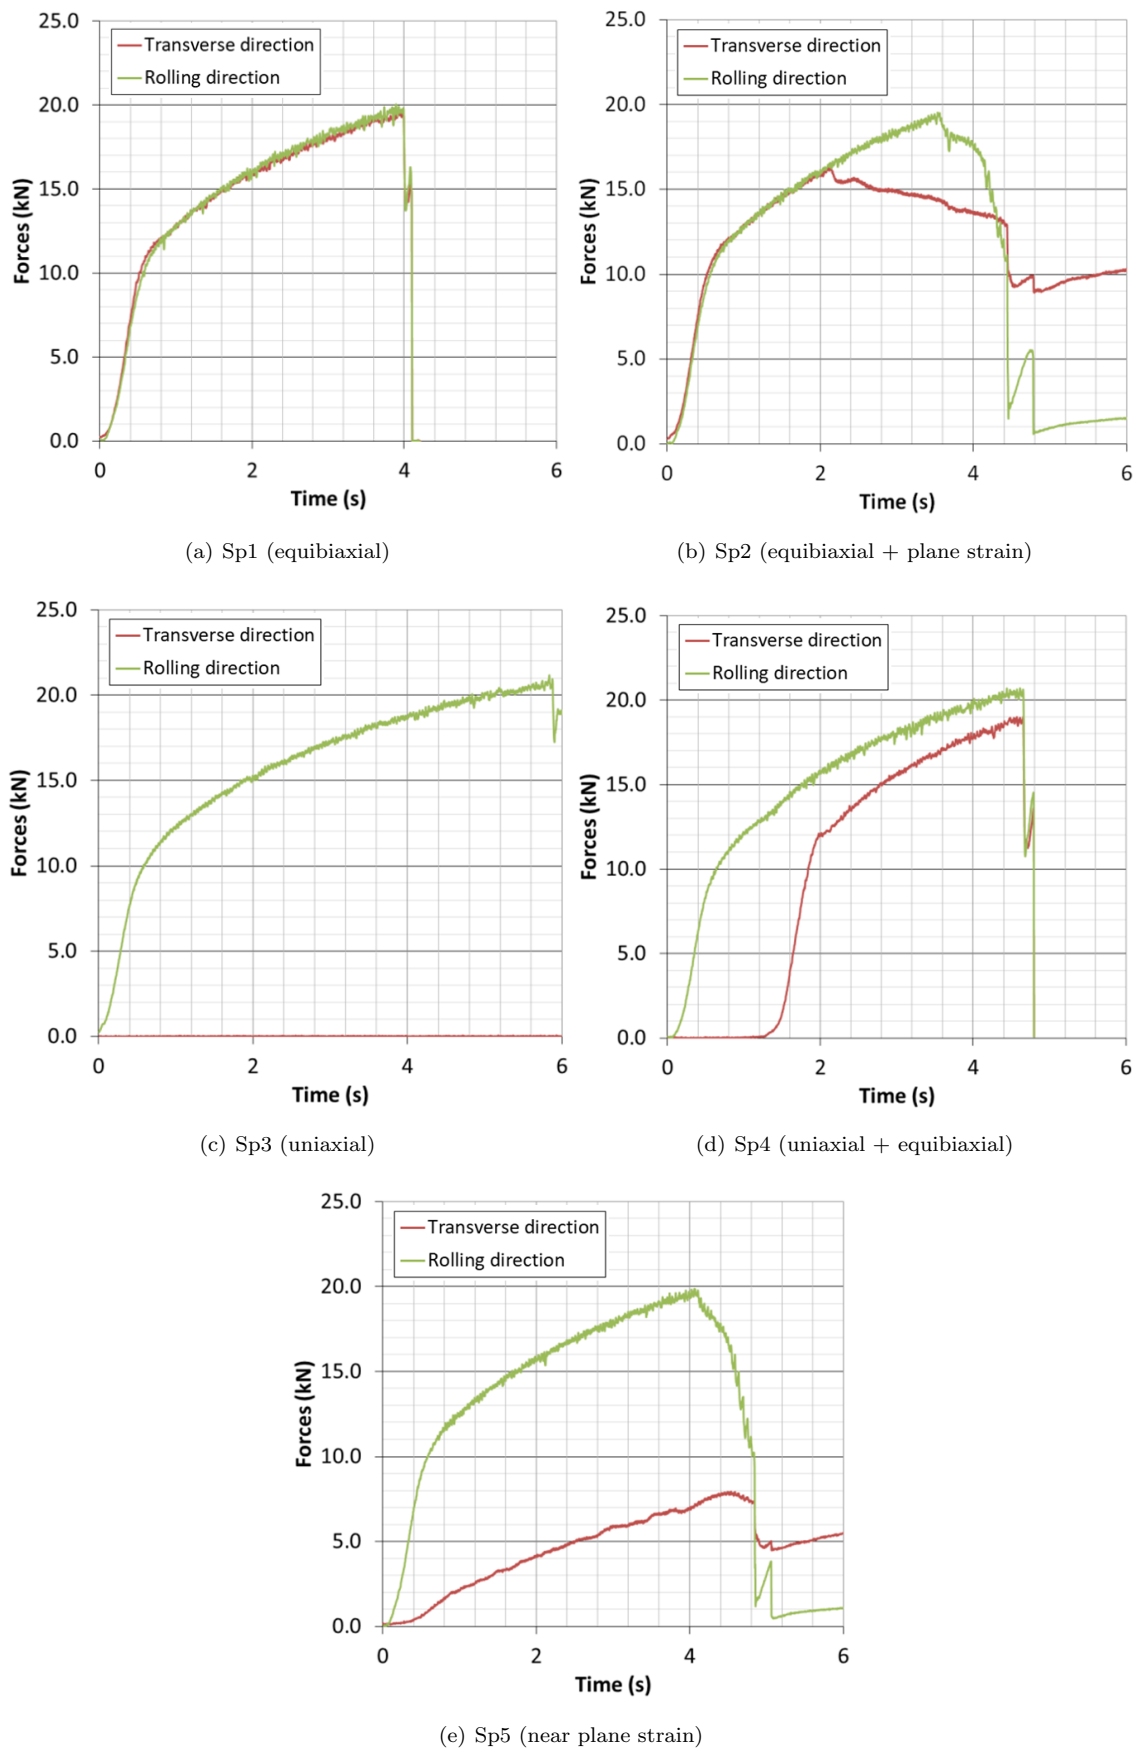 25.0
Transverse direction
Rolling direction
20.0
15.0
10.0
5.0
0.0
Forces (kN)
0 2 4 6
Time (s)
(a) Sp1 (equibiaxial)
25.0
Transverse direction
Rolling direction
20.0
15.0
10.0
5.0
0.0
Forces (kN)
0 2 4 6
Time (s)
(b) Sp2 (equibiaxial + plane strain)
25.0
Transverse direction
Rolling direction
20.0
15.0
10.0
5.0
0.0
Forces (kN)
0 2 4 6
Time (s)
(c) Sp3 (uniaxial)
25.0
Transverse direction
Rolling direction
20.0
15.0
10.0
5.0
0.0
Forces (kN)
0 2 4 6
Time (s)
(d) Sp4 (uniaxial + equibiaxial)
25.0
Transverse direction
Rolling direction
20.0
15.0
10.0
5.0
0.0
Forces (kN)
0 2 4 6
Time (s)
(e) Sp5 (near plane strain)